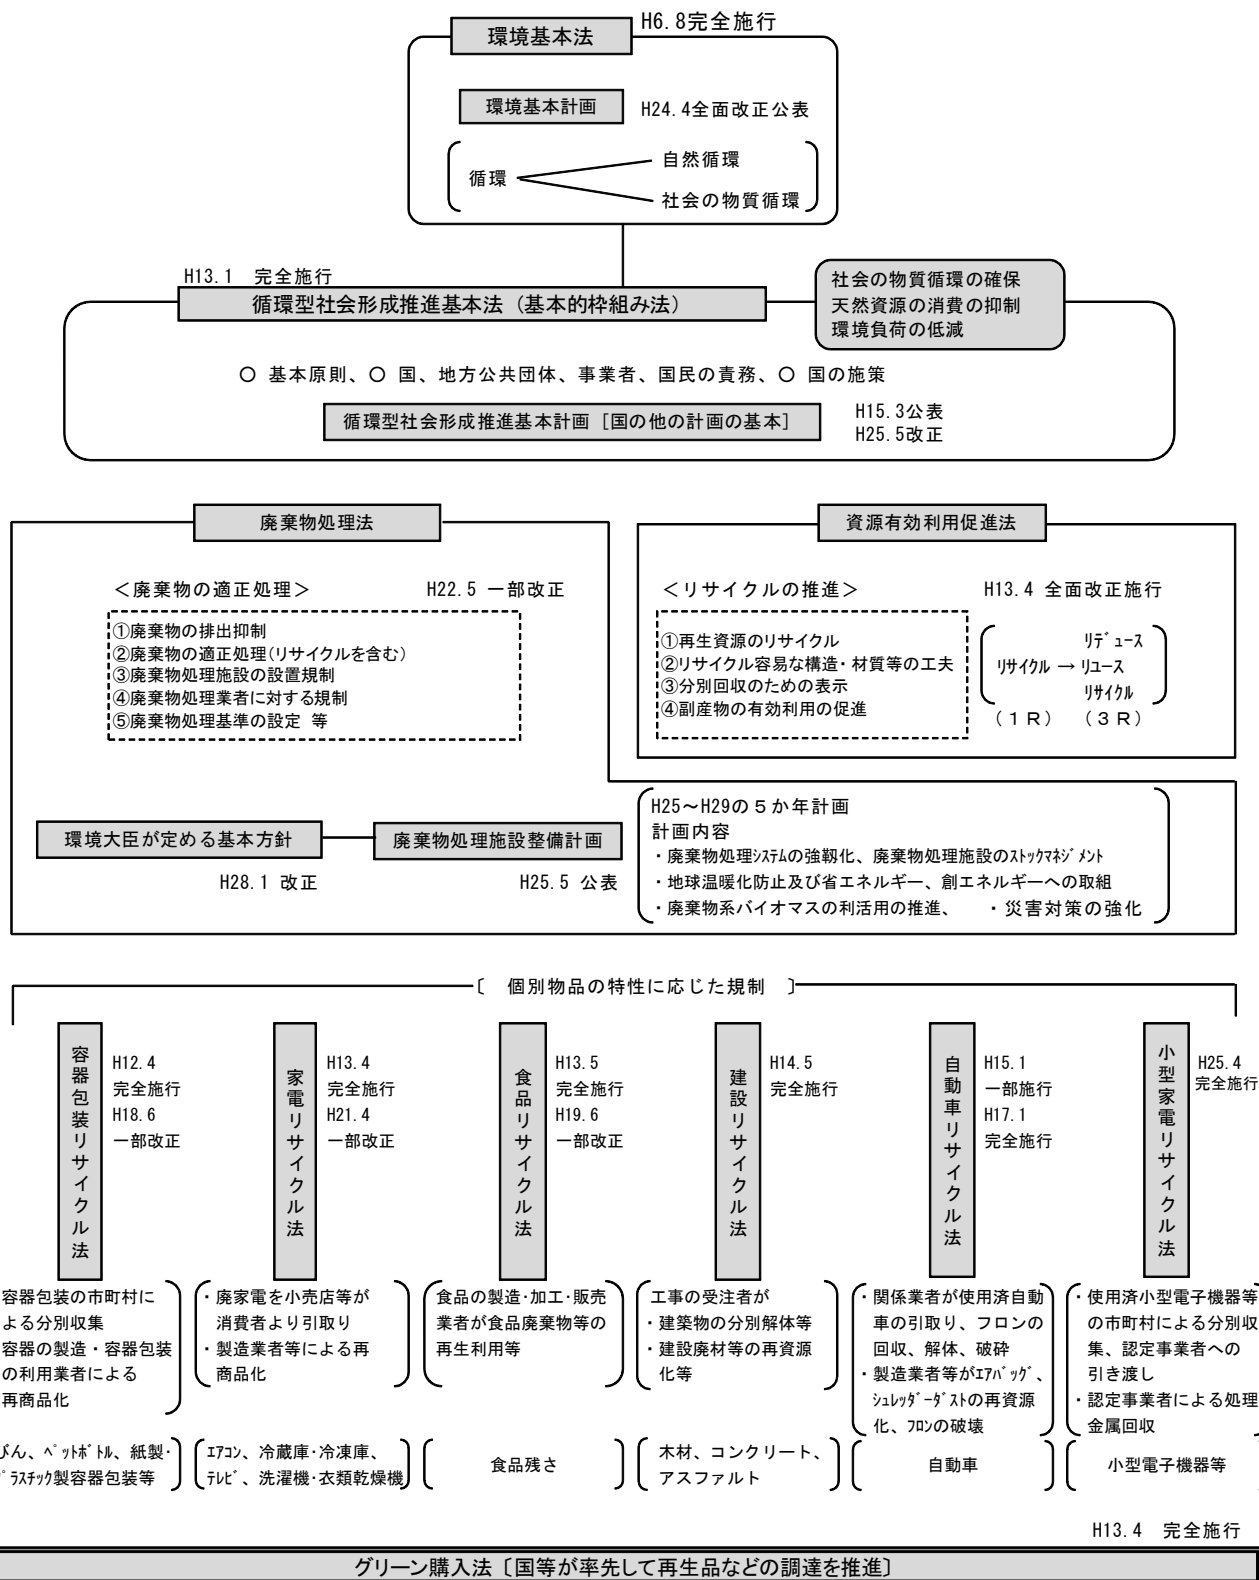 環境基本法
H6.8完全施行
環境基本計画
H24.4全面改正公表
循環
自然循環
社会の物質循環
H13.1 完全施行
循環型社会形成推進基本法（基本的枠組み法）
社会の物質循環の確保
天然資源の消費の抑制
環境負荷の低減
○ 基本原則、○ 国、地方公共団体、事業者、国民の責務、○ 国の施策
循環型社会形成推進基本計画［国の他の計画の基本］
H15.3公表
H25.5改正
廃棄物処理法
＜廃棄物の適正処理＞
H22.5 一部改正
①廃棄物の排出抑制
②廃棄物の適正処理(リサイクルを含む)
③廃棄物処理施設の設置規制
④廃棄物処理業者に対する規制
⑤廃棄物処理基準の設定 等
資源有効利用促進法
＜リサイクルの推進＞
H13.4 全面改正施行
①再生資源のリサイクル
②リサイクル容易な構造・材質等の工夫
③分別回収のための表示
④副産物の有効利用の促進
ﾘﾃﾞｭｰｽ
ﾘｻｲｸﾙ → ﾘﾕｰｽ
ﾘｻｲｸﾙ
（１Ｒ） （３Ｒ）
環境大臣が定める基本方針
H28.1 改正
廃棄物処理施設整備計画
H25.5 公表
H25～H29の５か年計画
計画内容
・廃棄物処理ｼｽﾃﾑの強靱化、廃棄物処理施設のｽﾄｯｸﾏﾈｼﾞﾒﾝﾄ
・地球温暖化防止及び省エネルギー、創エネルギーへの取組
・廃棄物系バイオマスの利活用の推進、 ・災害対策の強化
〔 個別物品の特性に応じた規制 〕
容器包装リサイクル法
H12.4
完全施行
H18.6
一部改正
家電リサイクル法
H13.4
完全施行
H21.4
一部改正
食品リサイクル法
H13.5
完全施行
H19.6
一部改正
建設リサイクル法
H14.5
完全施行
自動車リサイクル法
H15.1
一部施行
H17.1
完全施行
小型家電リサイクル法
H25.4
完全施行
容器包装の市町村に
よる分別収集
容器の製造・容器包装
の利用業者による
再商品化
・廃家電を小売店等が
消費者より引取り
・製造業者等による再
商品化
食品の製造・加工・販売
業者が食品廃棄物等の
再生利用等
工事の受注者が
・建築物の分別解体等
・建設廃材等の再資源
化等
・関係業者が使用済自動
車の引取り、フロンの
回収、解体、破砕
・製造業者等がｴｱﾊﾞｯｸﾞ、
ｼｭﾚｯﾀﾞｰﾀﾞｽﾄの再資源
化、ﾌﾛﾝの破壊
・使用済小型電子機器等
の市町村による分別収
集、認定事業者への
引き渡し
・認定事業者による処理
金属回収
びん、ﾍﾟｯﾄﾎﾞﾄﾙ、紙製・
ﾌﾟﾗｽﾁｯｸ製容器包装等
ｴｱｺﾝ、冷蔵庫・冷凍庫、
ﾃﾚﾋﾞ、洗濯機・衣類乾燥機
食品残さ
木材、コンクリート、
アスファルト
自動車
小型電子機器等
H13.4 完全施行
グリーン購入法〔国等が率先して再生品などの調達を推進〕